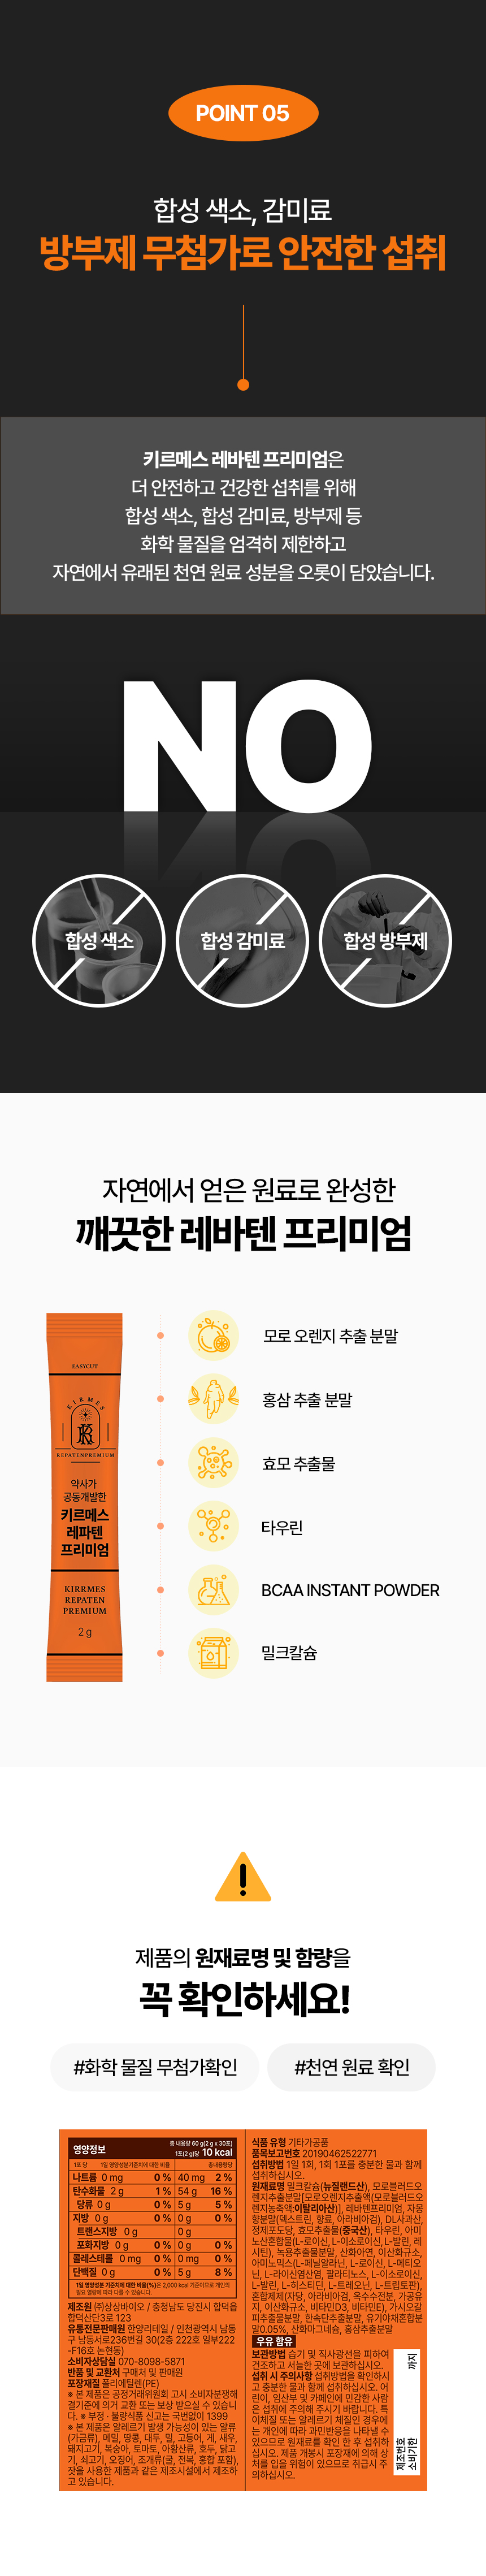 POINT 05
합성 색소, 감미료
방부제 무첨가로 안전한 섭취
키르메스 레바텐 프리미엄은
더 안전하고 건강한 섭취를 위해
합성 색소, 합성 감미료, 방부제 등
화학 물질을 엄격히 제한하고
자연에서 유래된 천연 원료 성분을 오롯이 담았습니다.
NO
합성 색소
합성 감미료
합성 방부제
자연에서 얻은 원료로 완성한
깨끗한 레바텐 프리미엄
EASYCUT
KIRMES
REPATENPREMIUM
약사가
공동개발한
키르메스
레파텐
프리미엄
KIRRMES
REPATEN
PREMIUM
2 g
모로 오렌지 추출 분말
홍삼 추출 분말
효모 추출물
타우린
BCAA INSTANT POWDER
밀크칼슘
제품의 원재료명 및 함량을
꼭 확인하세요!
#화학 물질 무첨가확인
#천연 원료 확인
영양정보
총 내용량 60 g(2 g x 30포)
1포(2 g)당 10 kcal
1포 당 1일 영양성분기준치에 대한 비율 총내용량당
나트륨 0 mg 0 % 40 mg 2 %
탄수화물 2 g 1 % 54 g 16 %
당류 0 g 0 % 5 g 5 %
지방 0 g 0 % 0 g 0 %
트랜스지방 0 g 0 g
포화지방 0 g 0 % 0 g 0 %
콜레스테롤 0 mg 0 % 0 mg 0 %
단백질 0 g 0 % 5 g 8 %
1일 영양성분 기준치에 대한 비율(%)은 2,000 kcal 기준이므로 개인의
필요 열량에 따라 다를 수 있습니다.
제조원 (주)상상바이오 / 충청남도 당진시 합덕읍
합덕산단3로 123
유통전문판매원 한양리테일 / 인천광역시 남동
구 남동서로236번길 30(2층 222호 일부222
-F16호 논현동)
소비자상담실 070-8098-5871
반품 및 교환처 구매처 및 판매원
포장재질 폴리에틸렌(PE)
※ 본 제품은 공정거래위원회 고시 소비자분쟁해
결기준에 의거 교환 또는 보상 받으실 수 있습니
다. ※ 부정 · 불량식품 신고는 국번없이 1399
※ 본 제품은 알레르기 발생 가능성이 있는 알류
(가금류), 메밀, 땅콩, 대두, 밀, 고등어, 게, 새우,
돼지고기, 복숭아, 토마토, 아황산류, 호두, 닭고
기, 쇠고기, 오징어, 조개류(굴, 전복, 홍합 포함),
잣을 사용한 제품과 같은 제조시설에서 제조하
고 있습니다.
식품 유형 기타가공품
품목보고번호 20190462522771
섭취방법 1일 1회, 1회 1포를 충분한 물과 함께
섭취하십시오.
원재료명 밀크칼슘(뉴질랜드산), 모로블러드오
렌지추출분말[모로오렌지추출액(모로블러드오
렌지농축액:이탈리아산)], 레바텐프리미엄, 자몽
향분말(덱스트린, 향료, 아라비아검), DL사과산,
정제포도당, 효모추출물(중국산), 타우린, 아미
노산혼합물(L-로이신, L-이소로이신, L-발린, 레
시틴), 녹용추출물분말, 산화아연, 이산화규소,
아미노믹스(L-페닐알라닌, L-로이신, L-메티오
닌, L-라이신염산염, 팔라티노스, L-이소로이신,
L-발린, L-히스티딘, L-트레오닌, L-트립토판),
혼합제제(자당, 아라비아검, 옥수수전분, 가공유
지, 이산화규소, 비타민D3, 비타민E), 가시오갈
피추출물분말, 한속단추출분말, 유기야채혼합분
말0.05%, 산화마그네슘, 홍삼추출분말
우유 함유
보관방법 습기 및 직사광선을 피하여
건조하고 서늘한 곳에 보관하십시오.
섭취 시 주의사항 섭취방법을 확인하시
고 충분한 물과 함께 섭취하십시오. 어
린이, 임산부 및 카페인에 민감한 사람
은 섭취에 주의해 주시기 바랍니다. 특
이체질 또는 알레르기 체질인 경우에
는 개인에 따라 과민반응을 나타낼 수
있으므로 원재료를 확인 한 후 섭취하
십시오. 제품 개봉시 포장재에 의해 상
처를 입을 위험이 있으므로 취급시 주
의하십시오.
제조번호
소비기한
까지